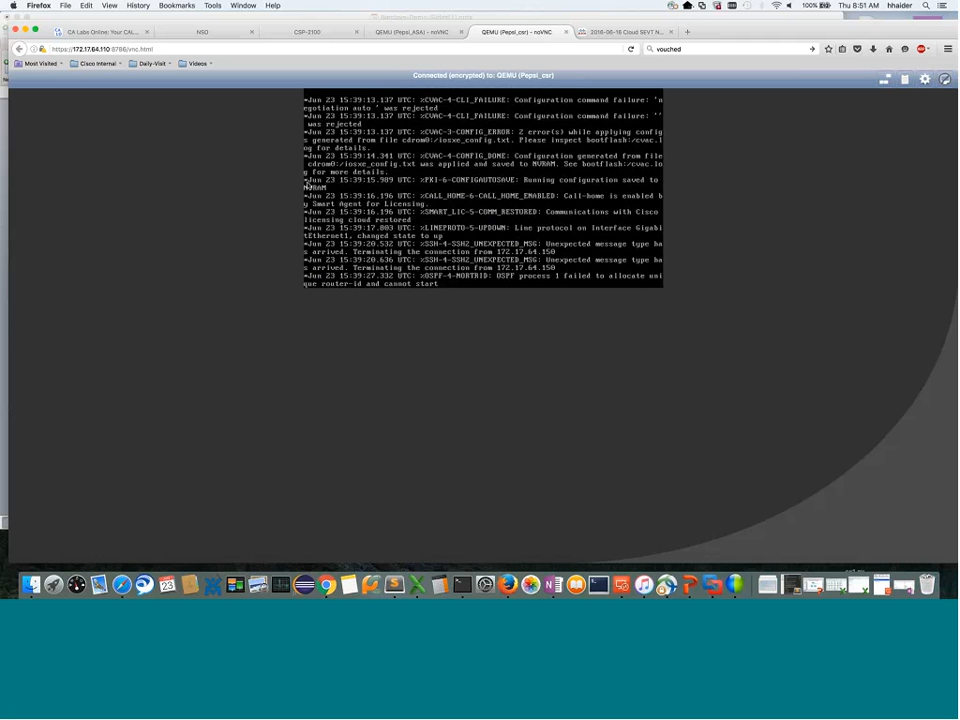 Firefox File Edit View History Bookmarks Tools Window Help 100% Thu 8:51 AM hhaider
CA Labs Online: Your CAL... × NSO × CSP-2100 × QEMU (Pepsi_ASA) - noVNC × QEMU (Pepsi_csr) - noVNC × 2016-06-16 Cloud SEVT N... ×
https://172.17.64.110:8786/vnc.html vouched
Most Visited Cisco Internal Daily-Visit Videos
Connected (encrypted) to: QEMU (Pepsi_csr)
*Jun 23 15:39:13.137 UTC: %CVAC-4-CLI_FAILURE: Configuration command failure: 'n
egotiation auto ' was rejected
*Jun 23 15:39:13.137 UTC: %CVAC-4-CLI_FAILURE: Configuration command failure: ''
was rejected
*Jun 23 15:39:13.137 UTC: %CVAC-3-CONFIG_ERROR: 2 error(s) while applying config
s generated from file cdrom0:/iosxe_config.txt. Please inspect bootflash:/cvac.l
og for details.
*Jun 23 15:39:14.341 UTC: %CVAC-4-CONFIG_DONE: Configuration generated from file
cdrom0:/iosxe_config.txt was applied and saved to NVRAM. See bootflash:/cvac.lo
g for more details.
*Jun 23 15:39:15.989 UTC: %PKI-6-CONFIGAUTOSAVE: Running configuration saved to
NVRAM
*Jun 23 15:39:16.196 UTC: %CALL_HOME-6-CALL_HOME_ENABLED: Call-home is enabled b
y Smart Agent for Licensing.
*Jun 23 15:39:16.196 UTC: %SMART_LIC-5-COMM_RESTORED: Communications with Cisco
licensing cloud restored
*Jun 23 15:39:17.803 UTC: %LINEPROTO-5-UPDOWN: Line protocol on Interface Gigabi
tEthernet1, changed state to up
*Jun 23 15:39:20.532 UTC: %SSH-4-SSH2_UNEXPECTED_MSG: Unexpected message type ha
s arrived. Terminating the connection from 172.17.64.150
*Jun 23 15:39:20.636 UTC: %SSH-4-SSH2_UNEXPECTED_MSG: Unexpected message type ha
s arrived. Terminating the connection from 172.17.64.150
*Jun 23 15:39:27.332 UTC: %OSPF-4-NORTRID: OSPF process 1 failed to allocate uni
que router-id and cannot start
23